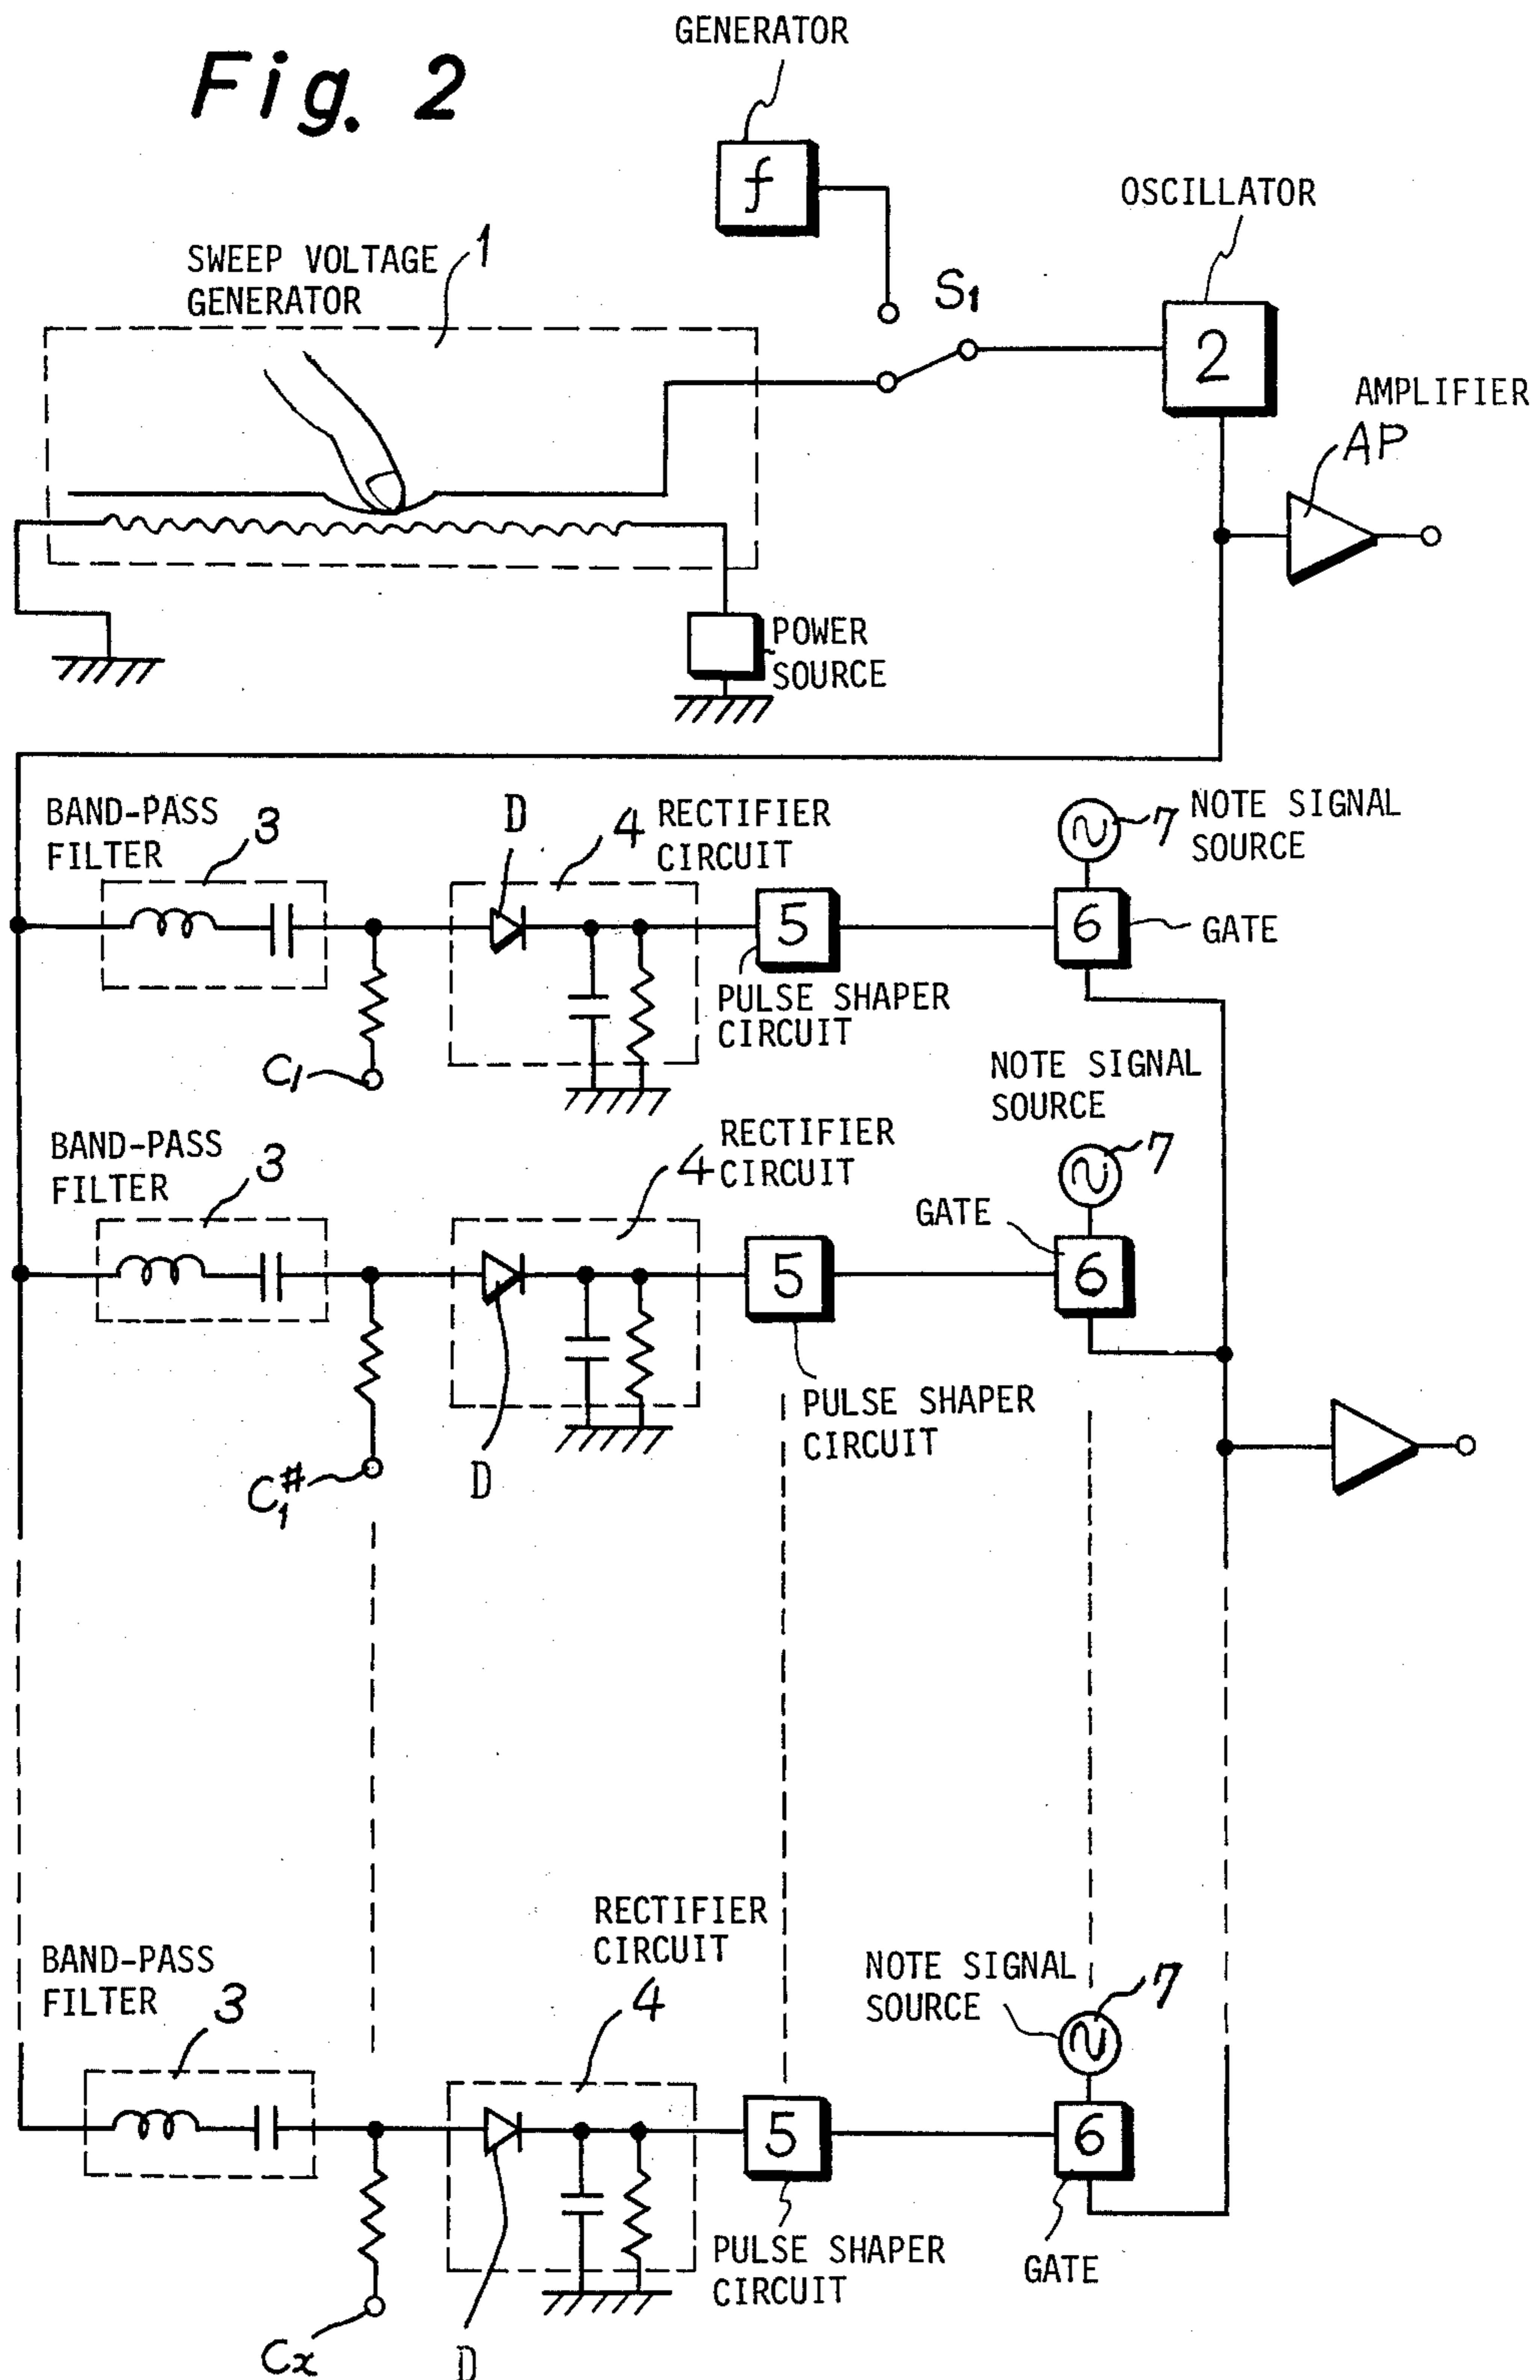 Fig. 2
GENERATOR
f
OSCILLATOR
SWEEP VOLTAGE
GENERATOR
1
S1
2
AMPLIFIER
AP
POWER
SOURCE
BAND-PASS
FILTER
3
D
4
RECTIFIER
CIRCUIT
7
NOTE SIGNAL
SOURCE
5
6
GATE
PULSE SHAPER
CIRCUIT
C1
NOTE SIGNAL
SOURCE
7
BAND-PASS
FILTER
3
4
RECTIFIER
CIRCUIT
GATE
5
6
PULSE SHAPER
CIRCUIT
C1#
D
RECTIFIER
CIRCUIT
4
BAND-PASS
FILTER
3
NOTE SIGNAL
SOURCE
7
5
6
PULSE SHAPER
CIRCUIT
GATE
Cx
D